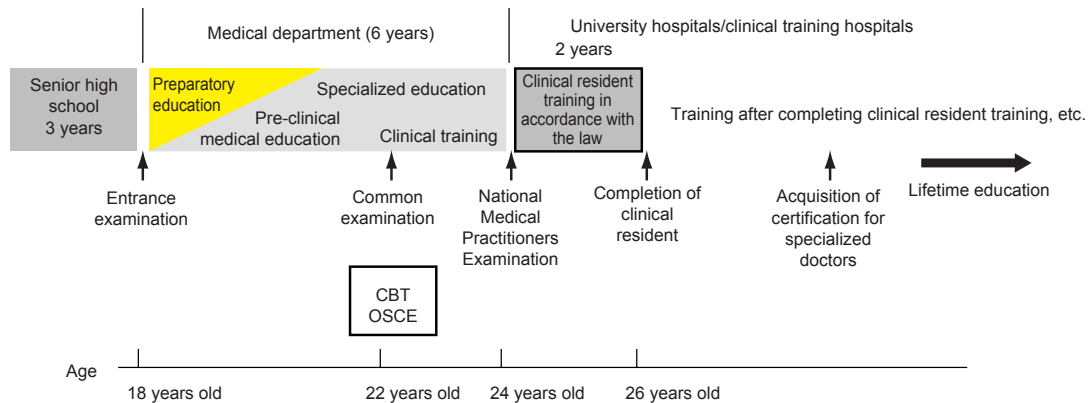 Medical department (6 years)
University hospitals/clinical training hospitals
2 years
Senior high
school
3 years
Preparatory
education
Specialized education
Pre-clinical
medical education
Clinical training
Clinical resident
training in
accordance with
the law
Training after completing clinical resident training, etc.
Entrance
examination
Common
examination
National
Medical
Practitioners
Examination
Completion of
clinical
resident
Acquisition of
certification for
specialized
doctors
Lifetime education
CBT
OSCE
Age
18 years old
22 years old
24 years old
26 years old